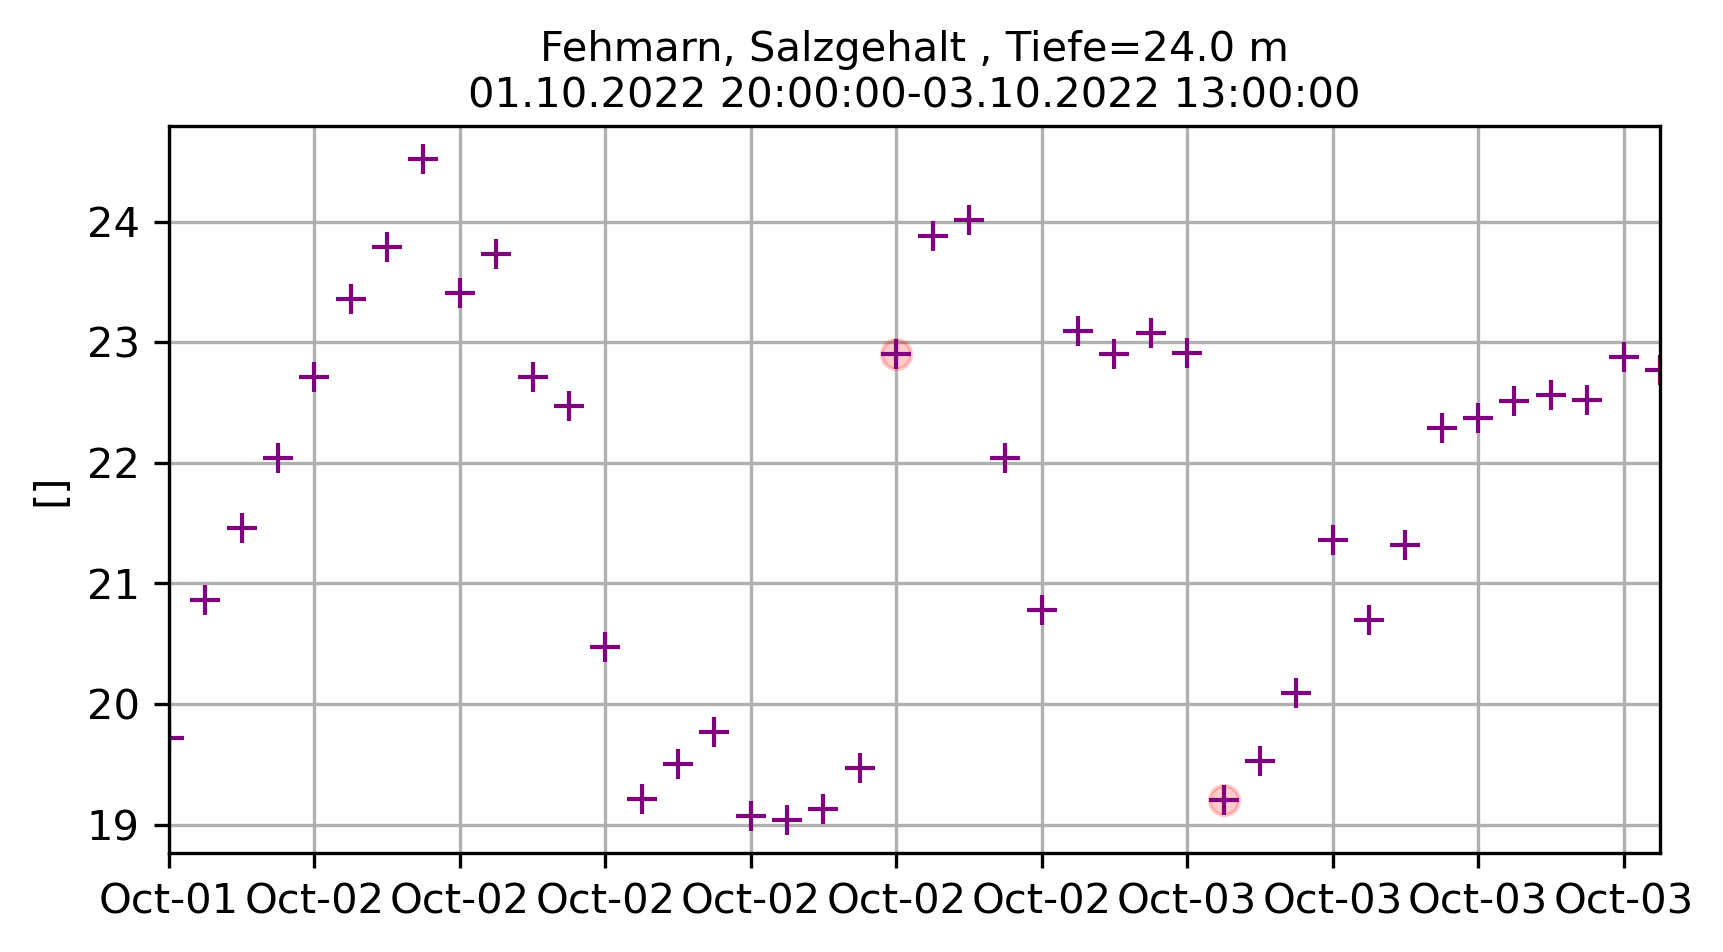 Fehmarn, Salzgehalt , Tiefe=24.0 m
01.10.2022 20:00:00-03.10.2022 13:00:00
24
23
22
21
20
19
[]
Oct-01 Oct-02 Oct-02 Oct-02 Oct-02 Oct-02 Oct-02 Oct-03 Oct-03 Oct-03 Oct-03